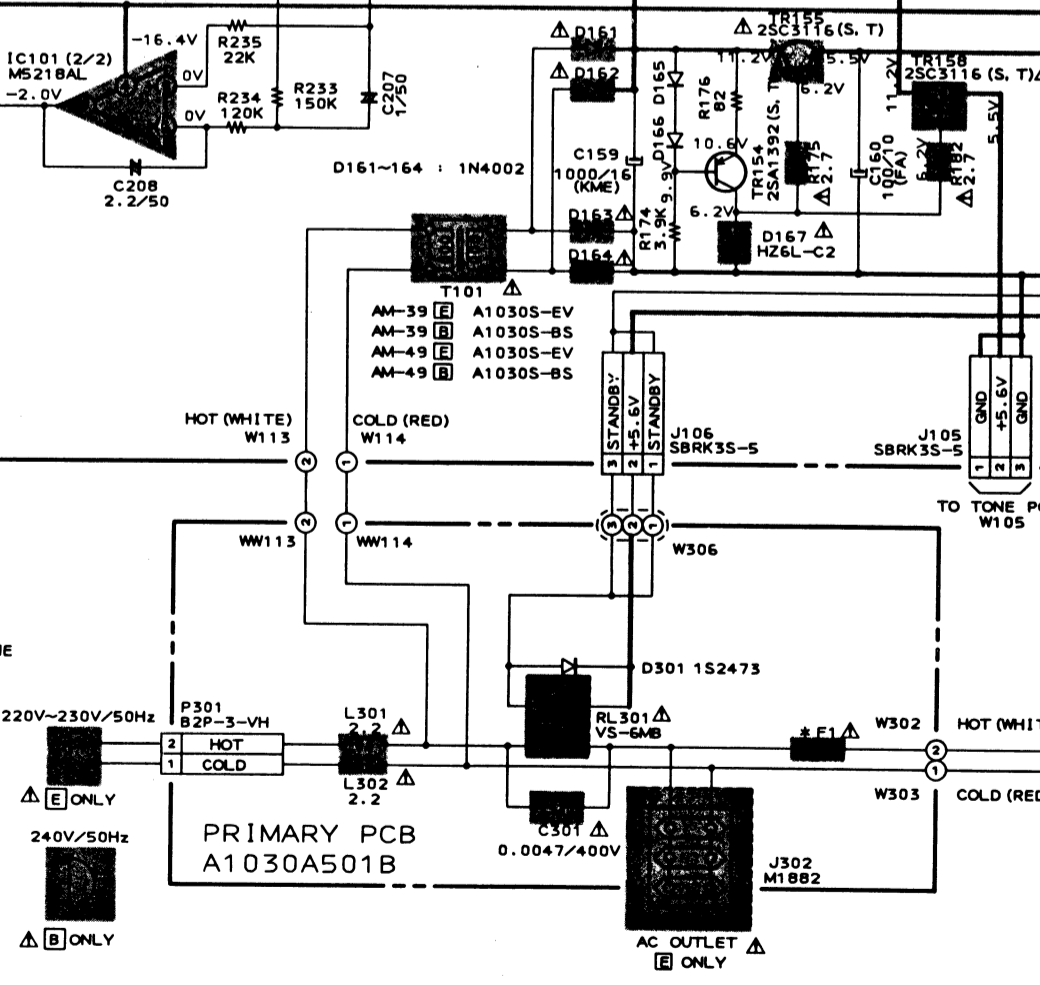 IC101 (2/2)
M5218AL
-2.0V
-16.4V
0V
0V
R235
22K
R234
120K
R233
150K
C207
1/50
C208
2.2/50
D161~164 : 1N4002
D161
D162
D163
D164
C159
1000/16
(KME)
D165
D166
9.9V
R174
3.9K
R176
82
10.6V
6.2V
TR154
2SA1392 (S, T)
TR155
2SC3116 (S, T)
11.2V
5.5V
6.2V
R175
2.7
D167
HZ6L-C2
C160
100/10
(FA)
11.2V
TR158
2SC3116 (S, T)
6.2V
R182
2.7
5.5V
T101
AM-39 E A1030S-EV
AM-39 B A1030S-BS
AM-49 E A1030S-EV
AM-49 B A1030S-BS
HOT (WHITE)
W113
COLD (RED)
W114
2
1
3 STANDBY
2 +5.6V
1 STANDBY
J106
SBRK3S-5
J105
SBRK3S-5
1 GND
2 +5.6V
3 GND
TO TONE P
W105
2
1
WW113
WW114
3 2 1
W306
D301 1S2473
RL301
VS-6MB
220V~230V/50Hz
P301
B2P-3-VH
2 HOT
1 COLD
L301
2.2
L302
2.2
E ONLY
240V/50Hz
B ONLY
PRIMARY PCB
A1030A501B
C301
0.0047/400V
* F1
W302
HOT (WHIT
2
1
W303
COLD (RED
J302
M1882
AC OUTLET
E ONLY